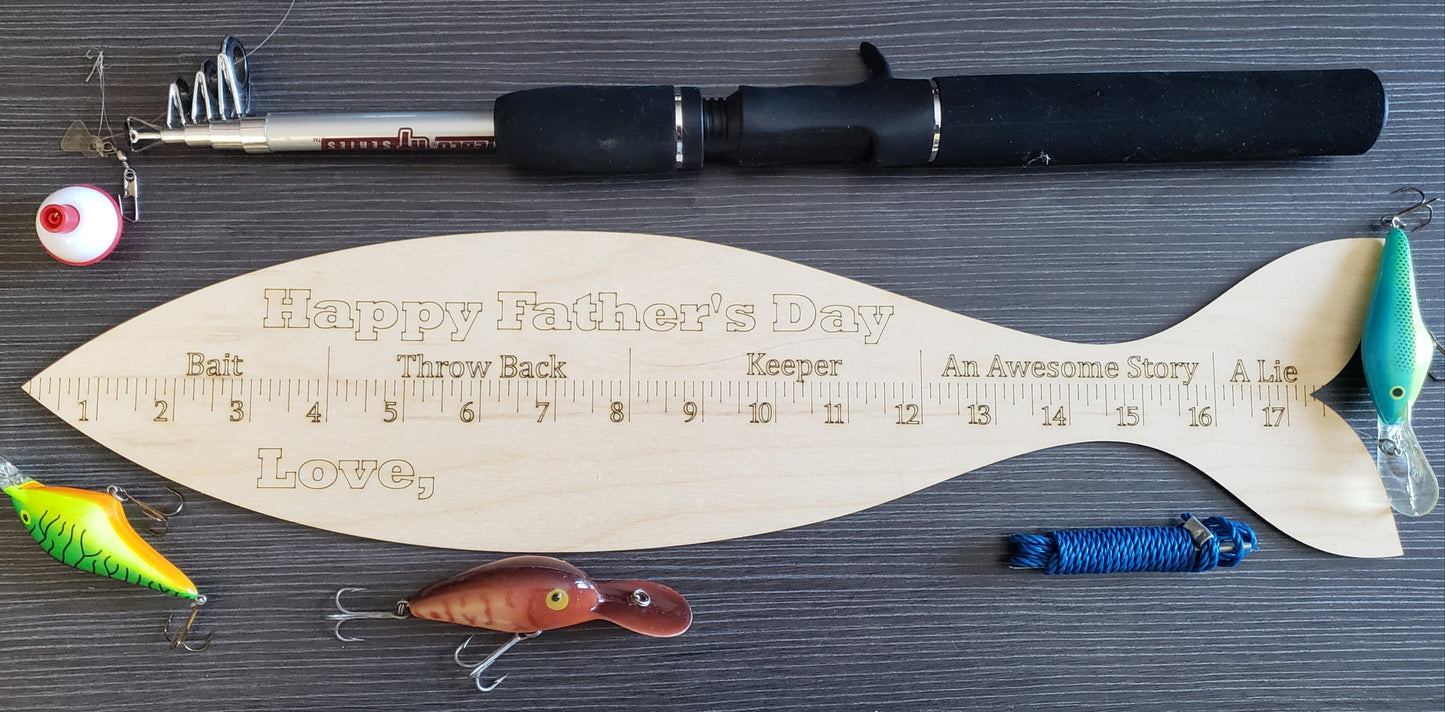 SERIES
Happy Father's Day
Bait Throw Back Keeper An Awesome Story A Lie
1 2 3 4 5 6 7 8 9 10 11 12 13 14 15 16 17
Love,